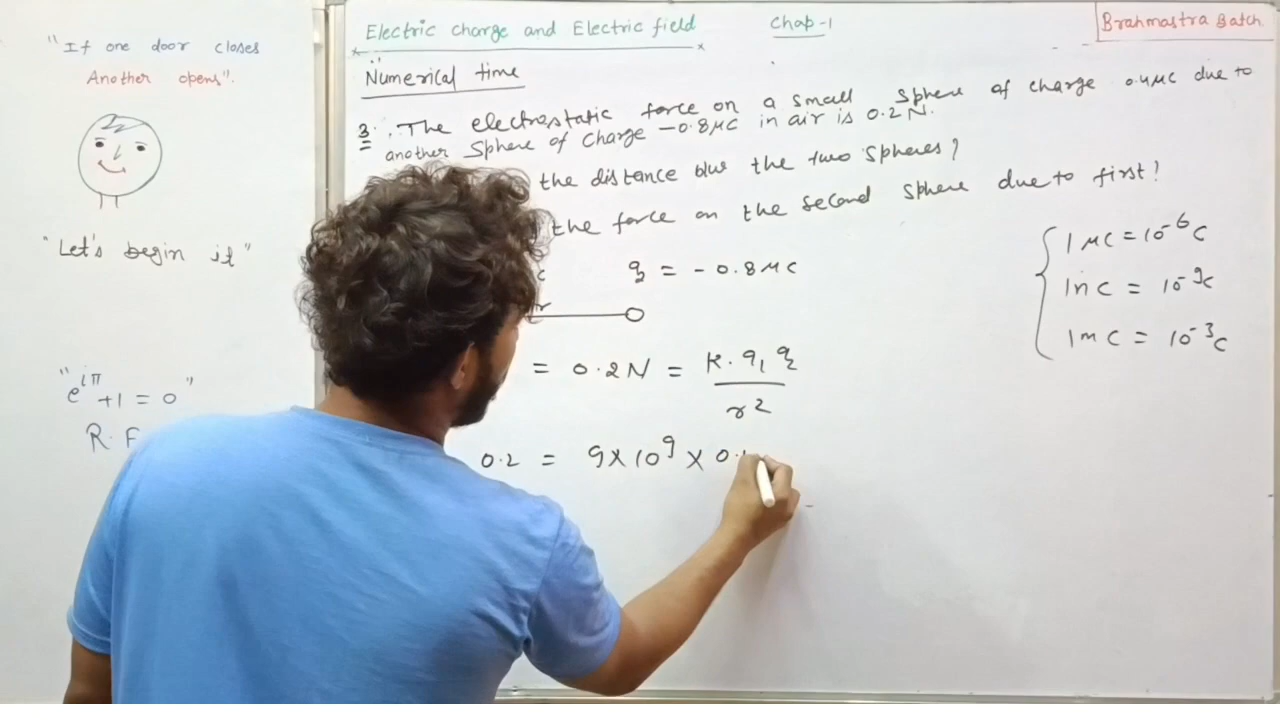 "If one door closes
Another opens".
"Let's begin it"
"e^iπ +1 = 0"
R. F
Electric charge and Electric field
Chap-1
Brahmastra Batch
Numerical time
3. The electrostatic force on a small sphere of charge 0.4μC due to
another Sphere of Charge -0.8μC in air is 0.2N.
the distance b/w the two spheres?
the force on the second sphere due to first?
C q = -0.8μC
r
= 0.2N = K.q₁q₂/r²
0.2 = 9×10⁹×0.
1μC = 10⁻⁶C
1nC = 10⁻⁹C
1mC = 10⁻³C